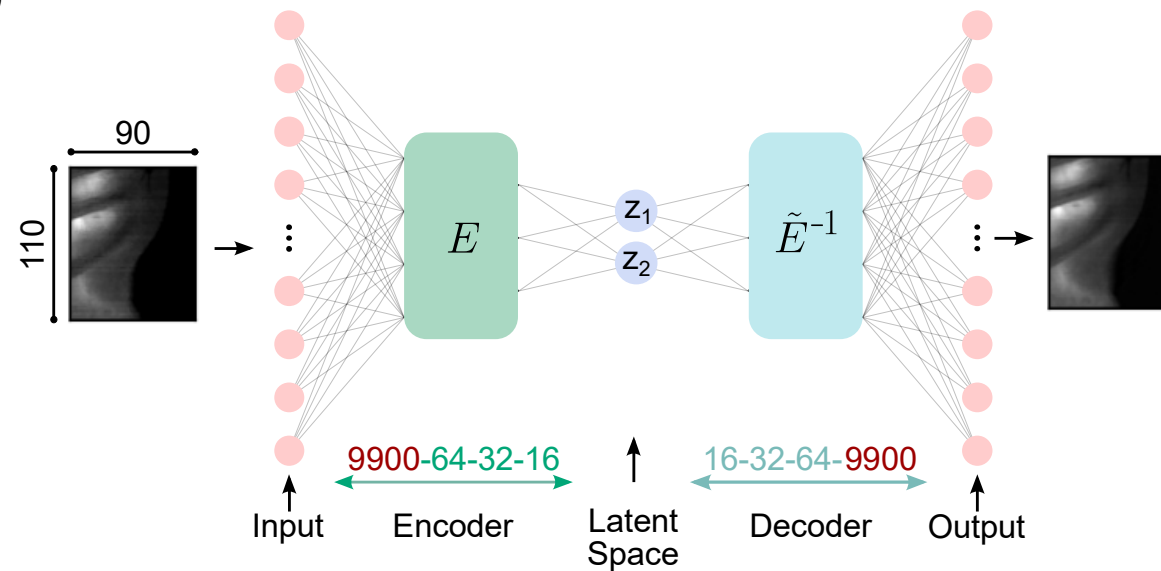 90
110
E
z₁
z₂
Ẽ⁻¹
9900-64-32-16
16-32-64-9900
Input
Encoder
Latent
Space
Decoder
Output